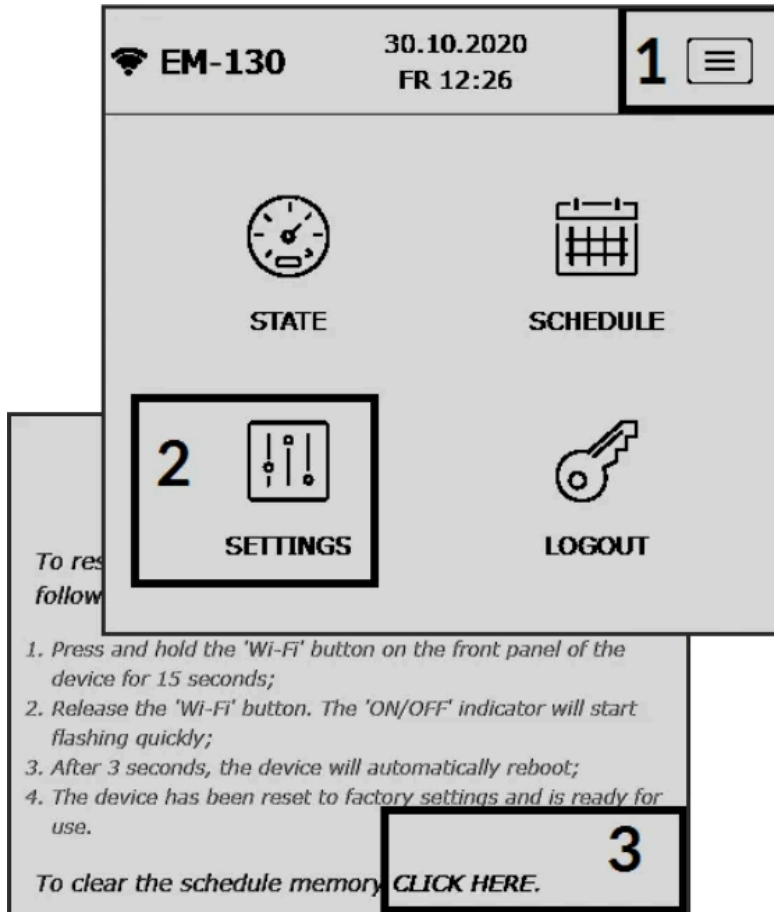 EM-130
30.10.2020
FR 12:26
1
STATE
SCHEDULE
2
SETTINGS
LOGOUT
To
follow
1. Press and hold the 'Wi-Fi' button on the front panel of the
device for 15 seconds;
2. Release the 'Wi-Fi' button. The 'ON/OFF' indicator will start
flashing quickly;
3. After 3 seconds, the device will automatically reboot;
4. The device has been reset to factory settings and is ready for
use.
3
To clear the schedule memory CLICK HERE.